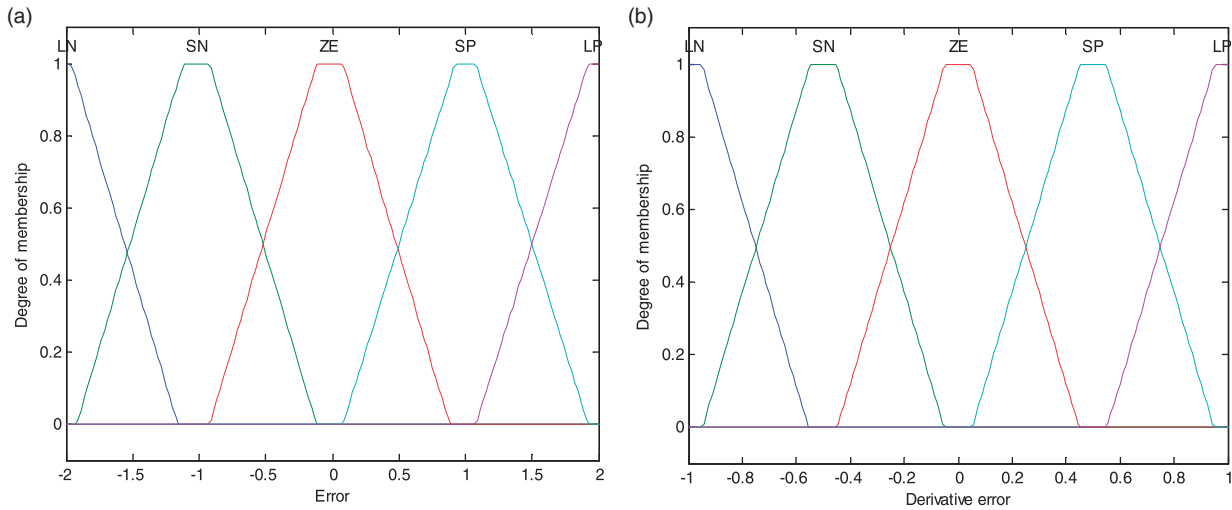 (a)
LN SN ZE SP LP
1
0.8
0.6
0.4
0.2
0
Degree of membership
-2 -1.5 -1 -0.5 0 0.5 1 1.5 2
Error
(b)
LN SN ZE SP LP
1
0.8
0.6
0.4
0.2
0
Degree of membership
-1 -0.8 -0.6 -0.4 -0.2 0 0.2 0.4 0.6 0.8 1
Derivative error